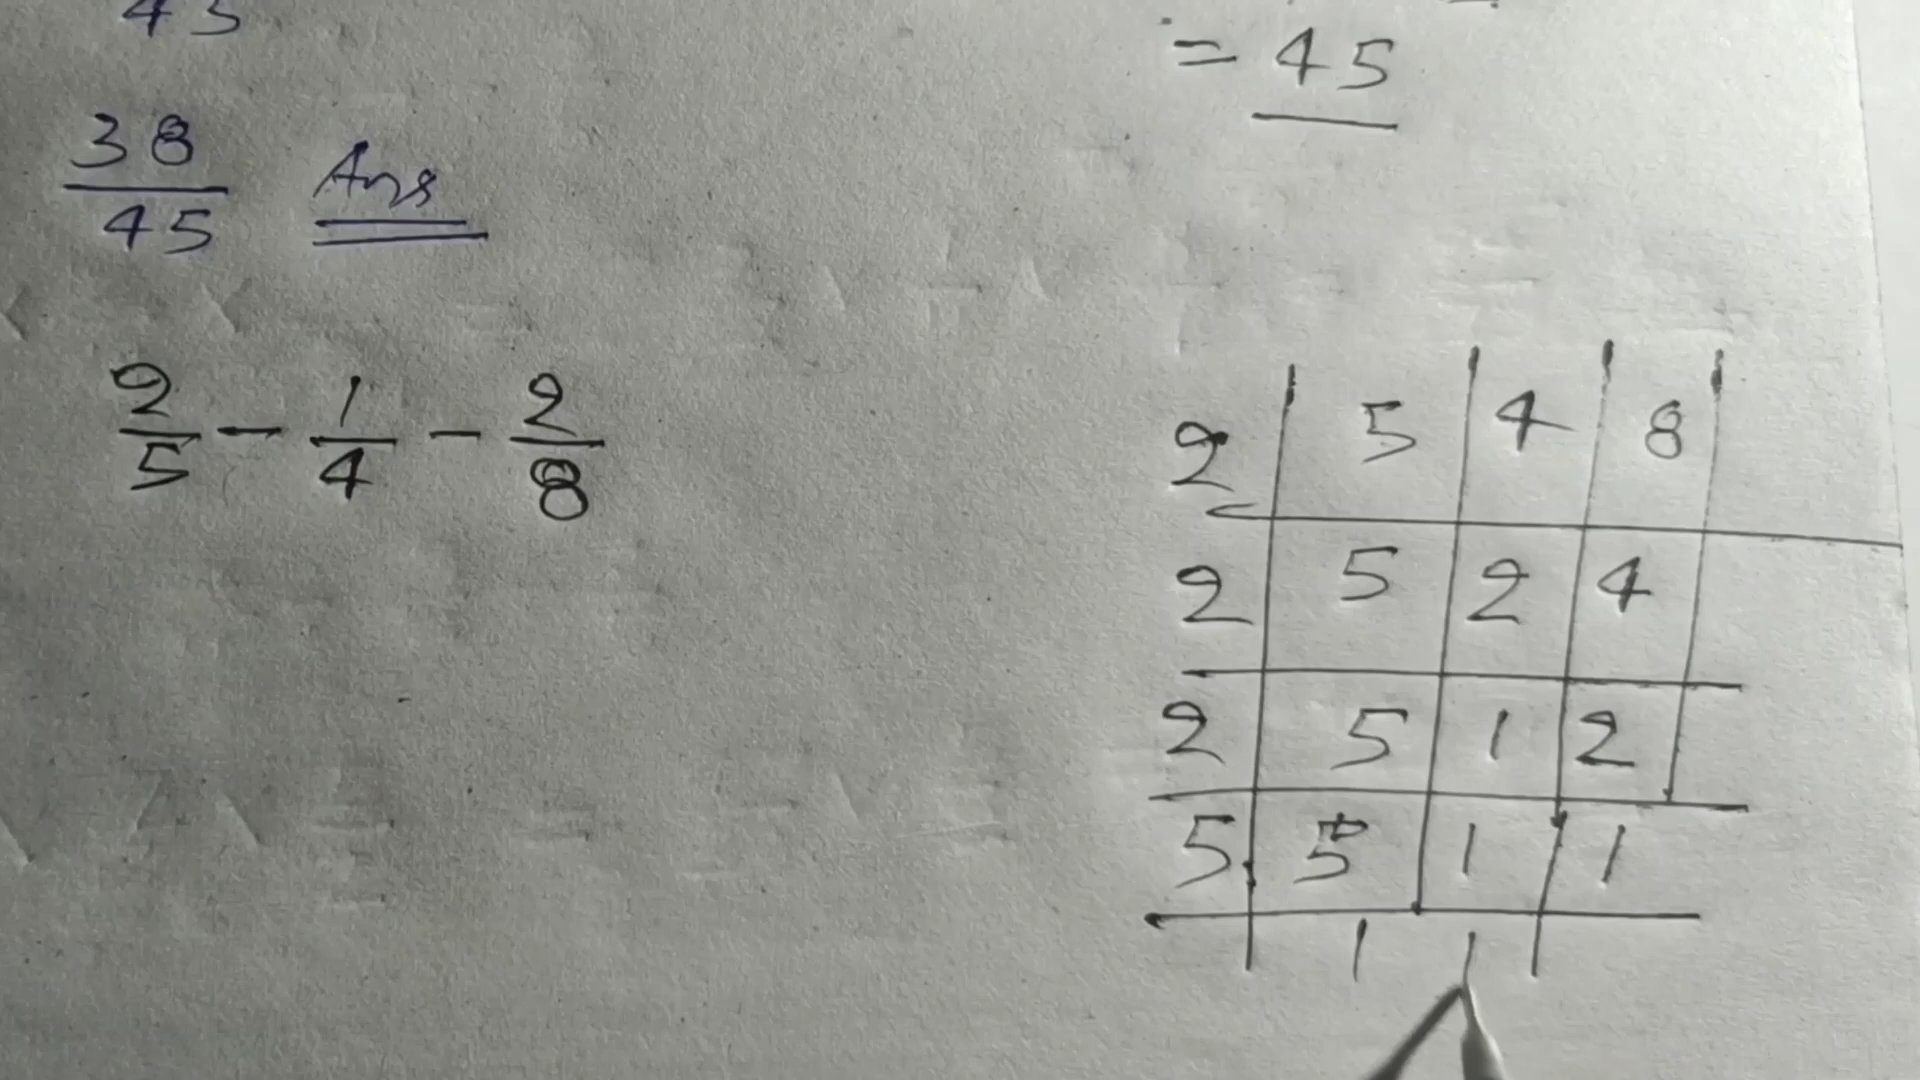 45
= 45
38/45 Ans
2/5 - 1/4 - 2/8
2 | 5 | 4 | 8
2 | 5 | 2 | 4
2 | 5 | 1 | 2
5 | 5 | 1 | 1
1 1